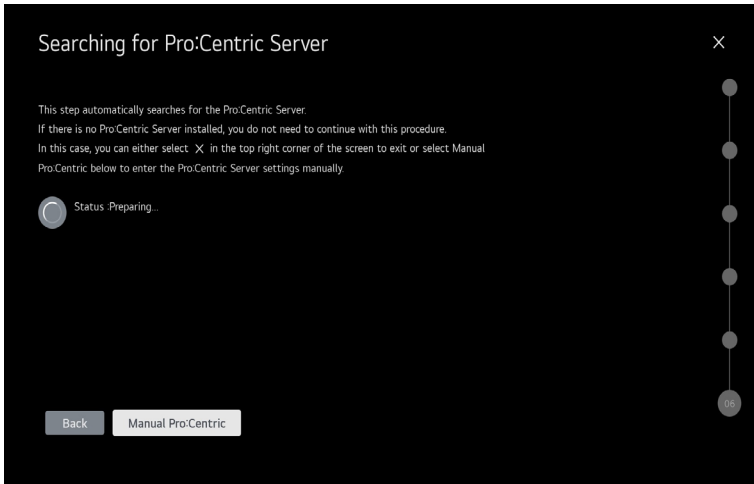 Searching for Pro:Centric Server
This step automatically searches for the Pro:Centric Server.
If there is no Pro:Centric Server installed, you do not need to continue with this procedure.
In this case, you can either select X in the top right corner of the screen to exit or select Manual
Pro:Centric below to enter the Pro:Centric Server settings manually.
Status :Preparing...
06
Back
Manual Pro:Centric